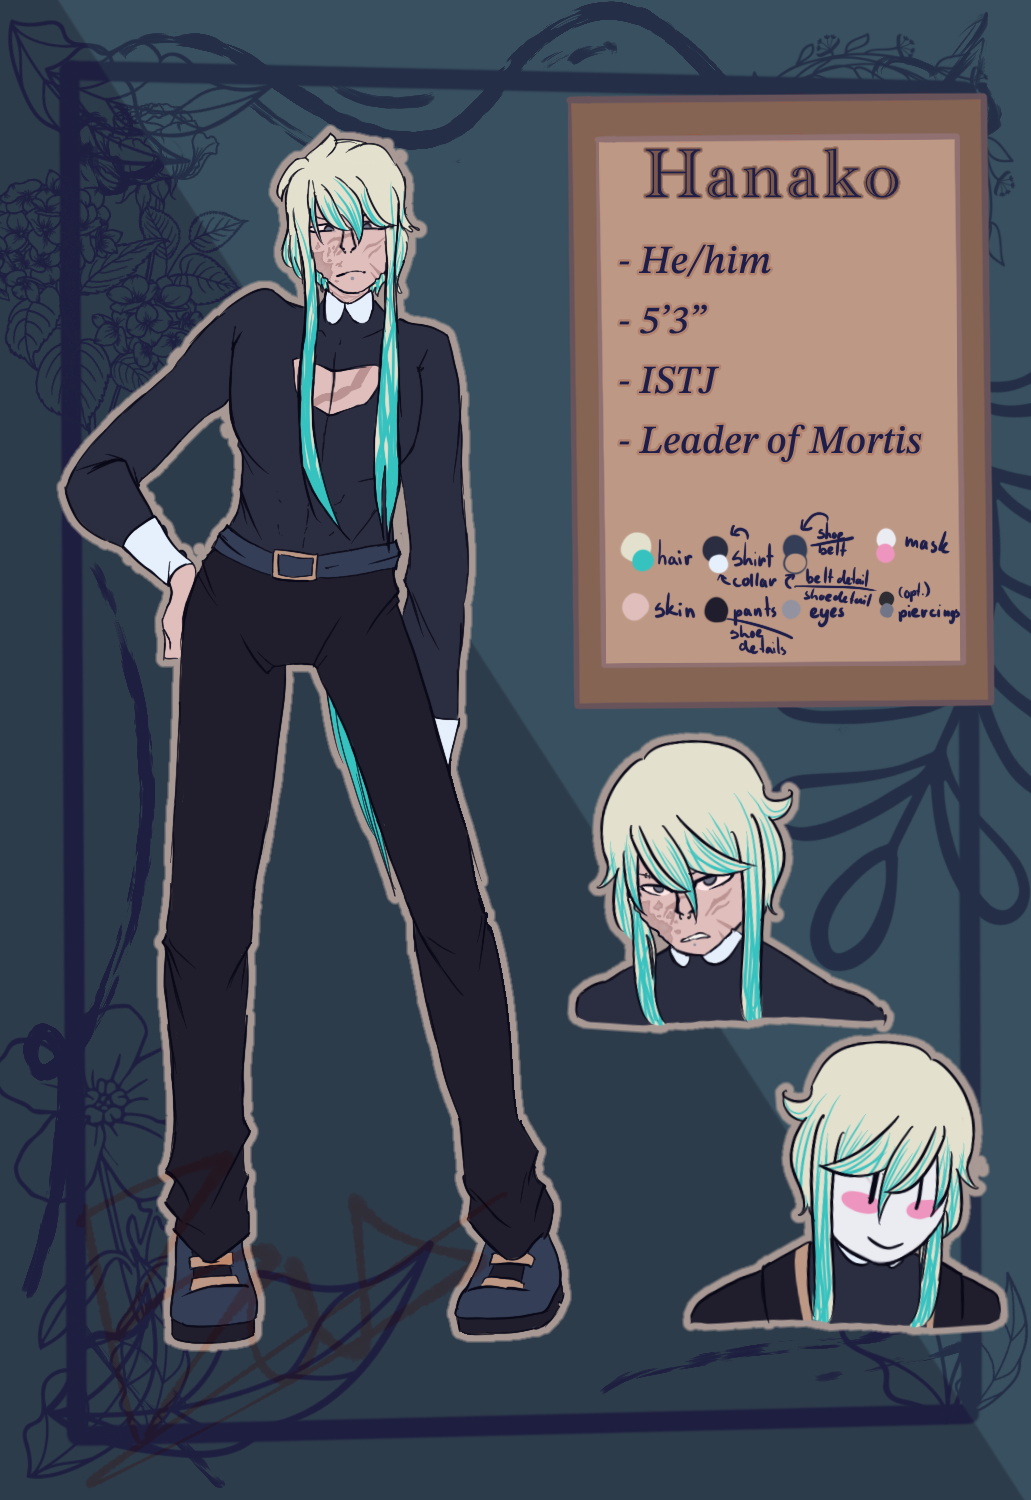 Hanako
- He/him
- 5’3”
- ISTJ
- Leader of Mortis
hair
shirt
collar
shoe
belt
belt detail
shoe detail
mask
skin
pants
shoe
details
eyes
(opt.)
piercings